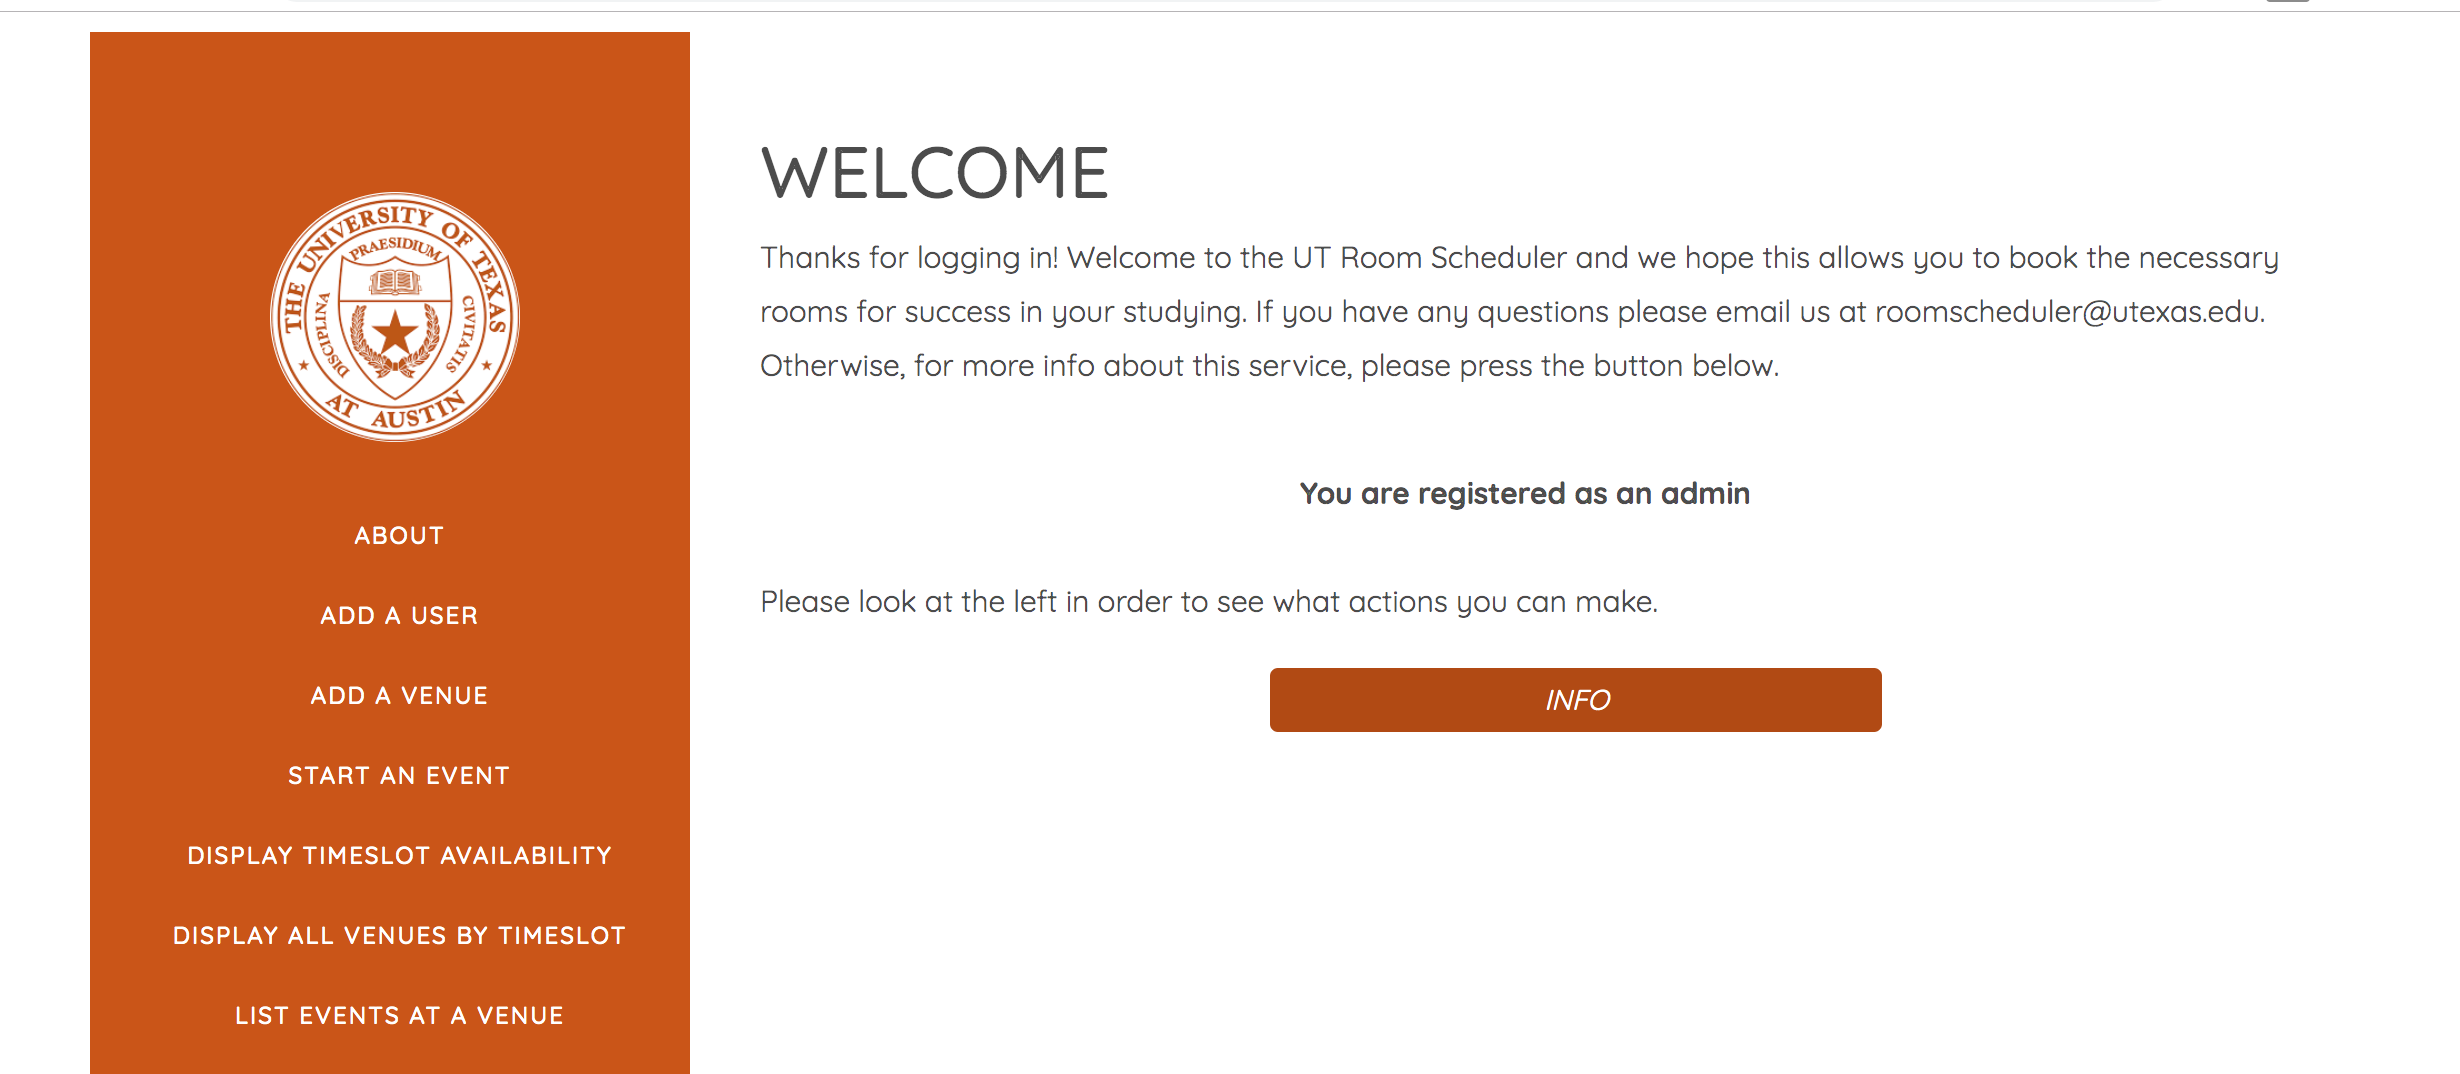 THE UNIVERSITY OF TEXAS
PRAESIDIUM
DISCIPLINA
CIVITATIS
AT AUSTIN
ABOUT
ADD A USER
ADD A VENUE
START AN EVENT
DISPLAY TIMESLOT AVAILABILITY
DISPLAY ALL VENUES BY TIMESLOT
LIST EVENTS AT A VENUE
WELCOME
Thanks for logging in! Welcome to the UT Room Scheduler and we hope this allows you to book the necessary
rooms for success in your studying. If you have any questions please email us at roomscheduler@utexas.edu.
Otherwise, for more info about this service, please press the button below.
You are registered as an admin
Please look at the left in order to see what actions you can make.
INFO